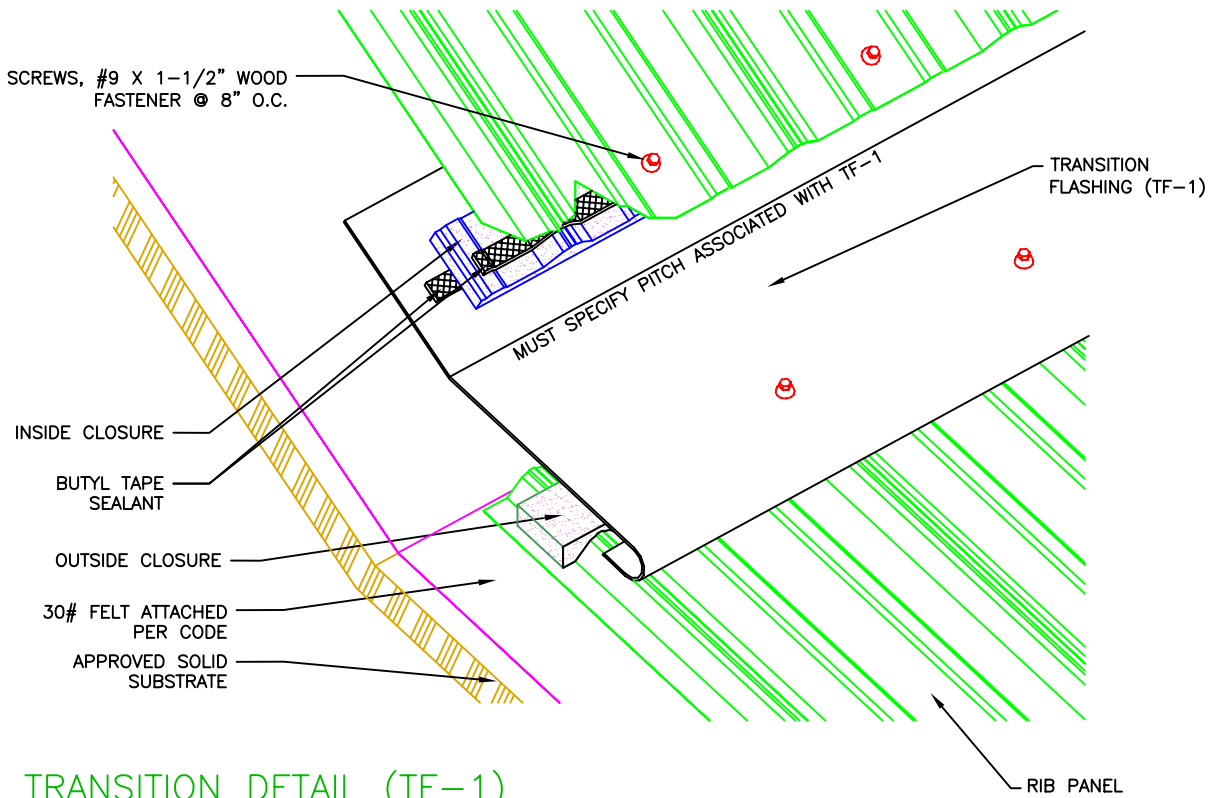 SCREWS, #9 X 1-1/2" WOOD
FASTENER @ 8" O.C.
TRANSITION
FLASHING (TF-1)
MUST SPECIFY PITCH ASSOCIATED WITH TF-1
INSIDE CLOSURE
BUTYL TAPE
SEALANT
OUTSIDE CLOSURE
30# FELT ATTACHED
PER CODE
APPROVED SOLID
SUBSTRATE
RIB PANEL
TRANSITION DETAIL (TF-1)